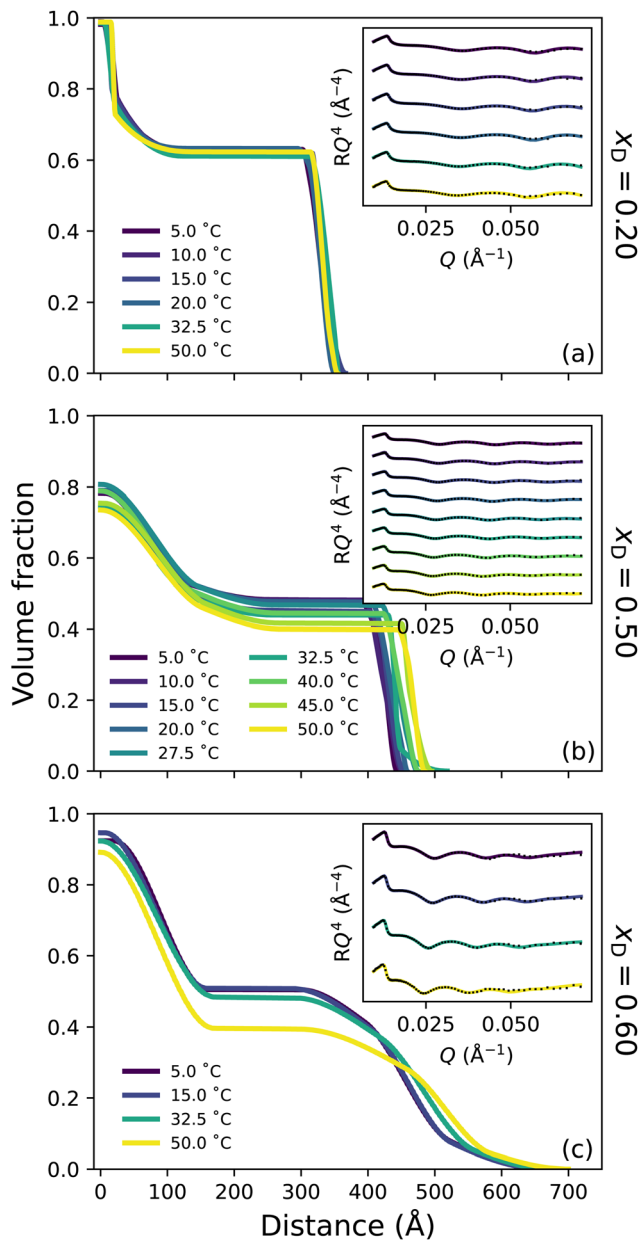 1.0
0.8
0.6
0.4
0.2
0.0
5.0 ˚C
10.0 ˚C
15.0 ˚C
20.0 ˚C
32.5 ˚C
50.0 ˚C
RQ⁴ (Å⁻⁴)
0.025 0.050
Q (Å⁻¹)
(a)
x_D = 0.20
1.0
0.8
0.6
0.4
0.2
0.0
Volume fraction
5.0 ˚C
10.0 ˚C
15.0 ˚C
20.0 ˚C
27.5 ˚C
32.5 ˚C
40.0 ˚C
45.0 ˚C
50.0 ˚C
RQ⁴ (Å⁻⁴)
0.025 0.050
Q (Å⁻¹)
(b)
x_D = 0.50
1.0
0.8
0.6
0.4
0.2
0.0
5.0 ˚C
15.0 ˚C
32.5 ˚C
50.0 ˚C
RQ⁴ (Å⁻⁴)
0.025 0.050
Q (Å⁻¹)
(c)
x_D = 0.60
0 100 200 300 400 500 600 700
Distance (Å)